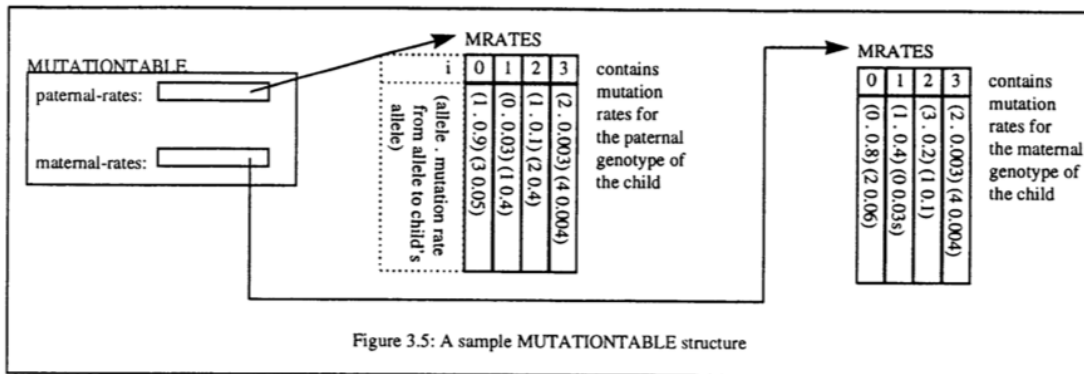 MUTATIONTABLE
paternal-rates:
maternal-rates:
MRATES
i 0 1 2 3
(allele . mutation rate
from allele to child's
allele)
(1 . 0.9) (3 0.05)
(0 . 0.03) (1 0.4)
(1 . 0.1) (2 0.4)
(2 . 0.003) (4 0.004)
contains
mutation
rates for
the paternal
genotype of
the child
MRATES
0 1 2 3
(0 . 0.8) (2 0.06)
(1 . 0.4) (0 0.03s)
(3 . 0.2) (1 0.1)
(2 . 0.003) (4 0.004)
contains
mutation
rates for
the maternal
genotype of
the child
Figure 3.5: A sample MUTATIONTABLE structure